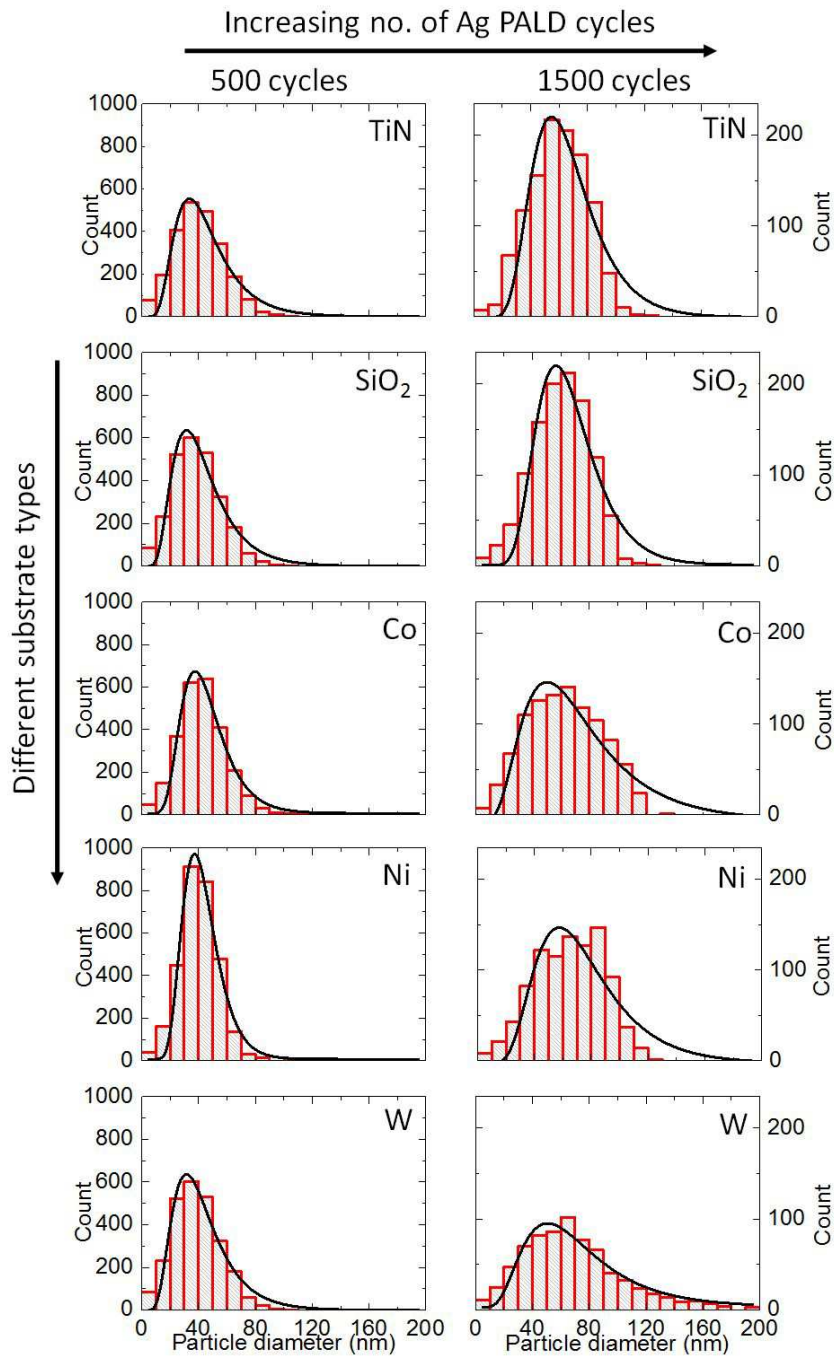 Increasing no. of Ag PALD cycles
500 cycles
1500 cycles
Different substrate types
TiN
1000
800
600
400
200
0
Count
TiN
200
100
0
Count
SiO₂
1000
800
600
400
200
0
Count
SiO₂
200
100
0
Count
Co
1000
800
600
400
200
0
Count
Co
200
100
0
Count
Ni
1000
800
600
400
200
0
Count
Ni
200
100
0
Count
W
1000
800
600
400
200
0
Count
0 40 80 120 160 200
Particle diameter (nm)
W
200
100
0
Count
0 40 80 120 160 200
Particle diameter (nm)